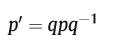 p′ = qpq⁻¹